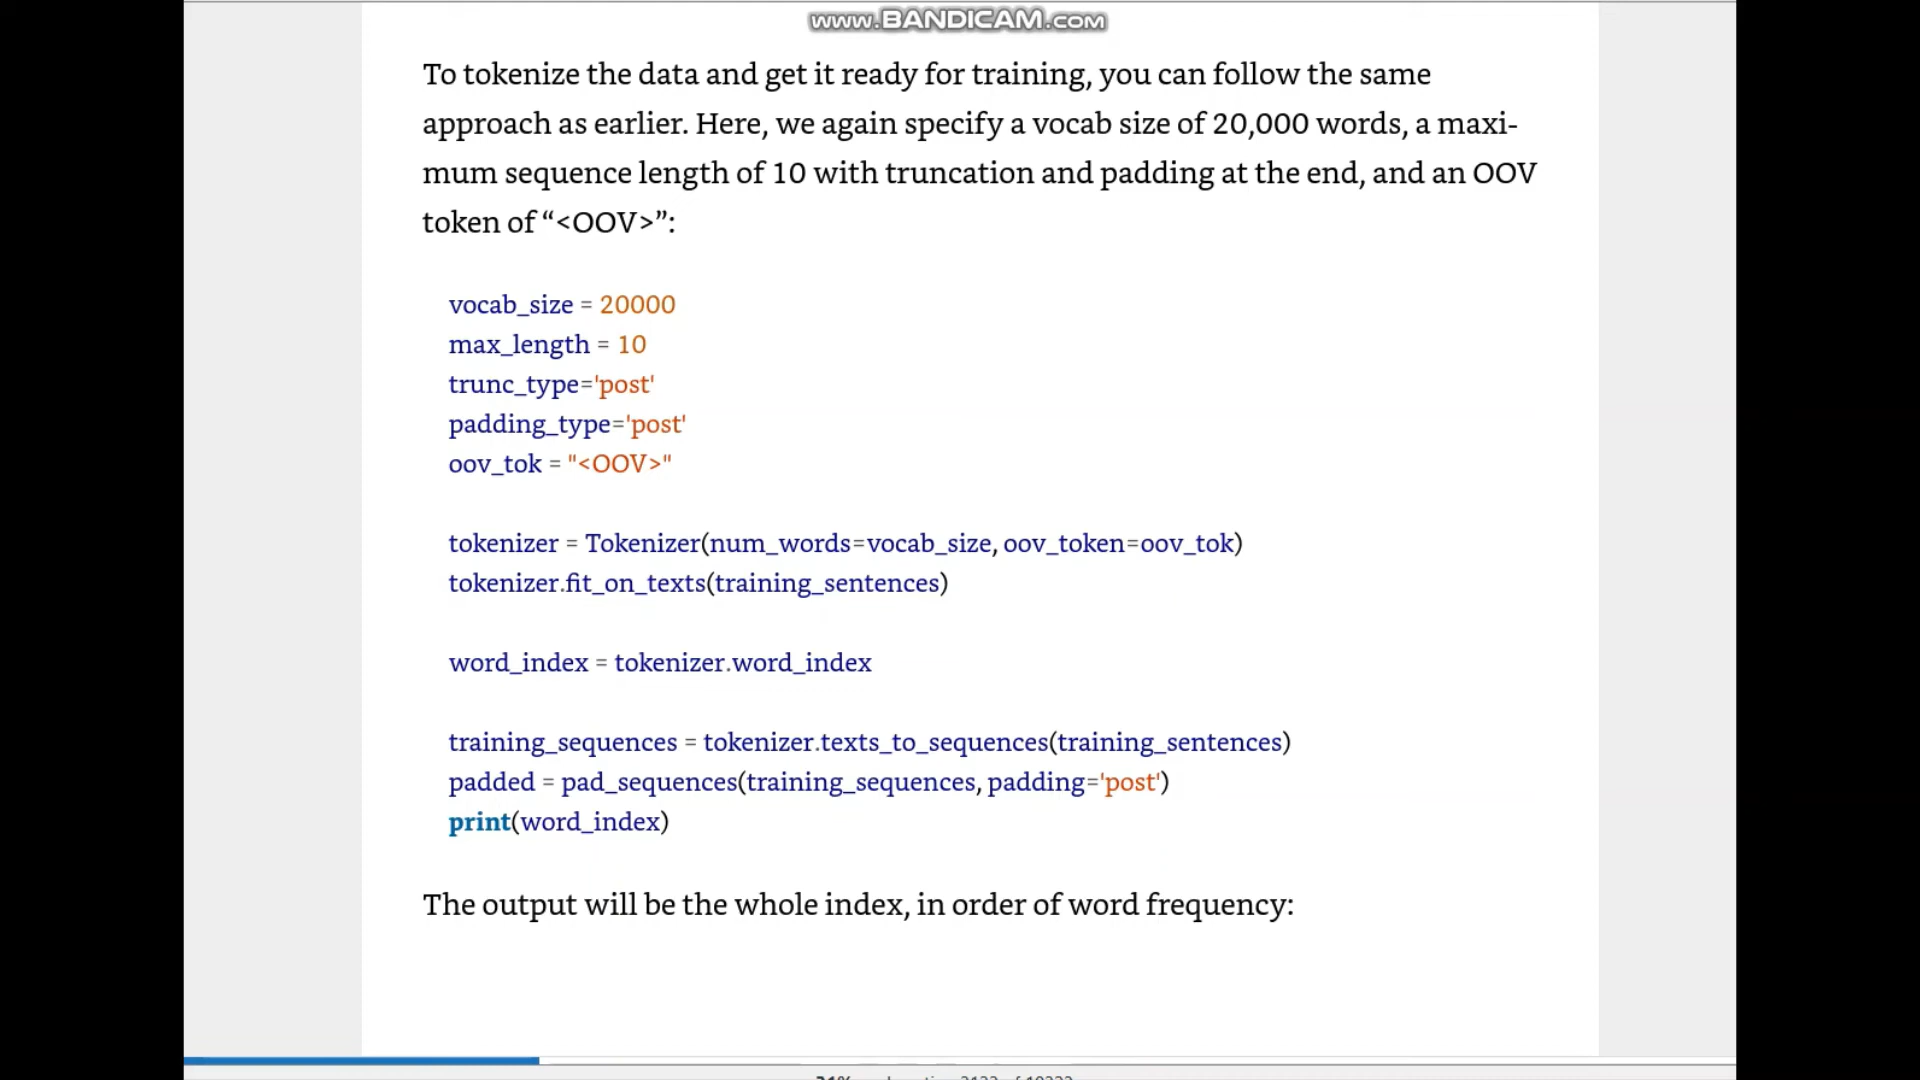 www.BANDICAM.com
To tokenize the data and get it ready for training, you can follow the same
approach as earlier. Here, we again specify a vocab size of 20,000 words, a maxi-
mum sequence length of 10 with truncation and padding at the end, and an OOV
token of “<OOV>”:
vocab_size = 20000
max_length = 10
trunc_type='post'
padding_type='post'
oov_tok = "<OOV>"
tokenizer = Tokenizer(num_words=vocab_size, oov_token=oov_tok)
tokenizer.fit_on_texts(training_sentences)
word_index = tokenizer.word_index
training_sequences = tokenizer.texts_to_sequences(training_sentences)
padded = pad_sequences(training_sequences, padding='post')
print(word_index)
The output will be the whole index, in order of word frequency: